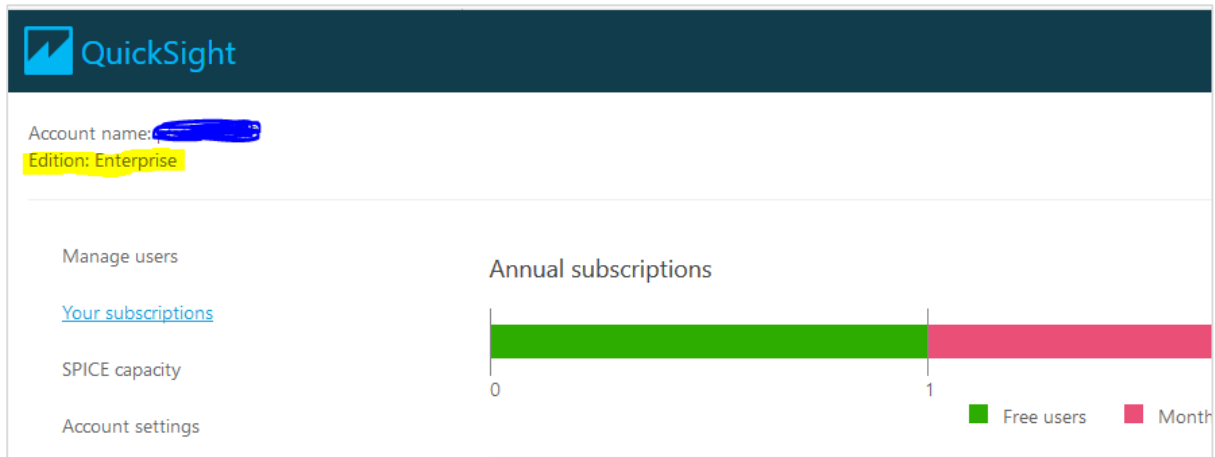 QuickSight
Account name:
Edition: Enterprise
Manage users
Your subscriptions
SPICE capacity
Account settings
Annual subscriptions
0 1
Free users